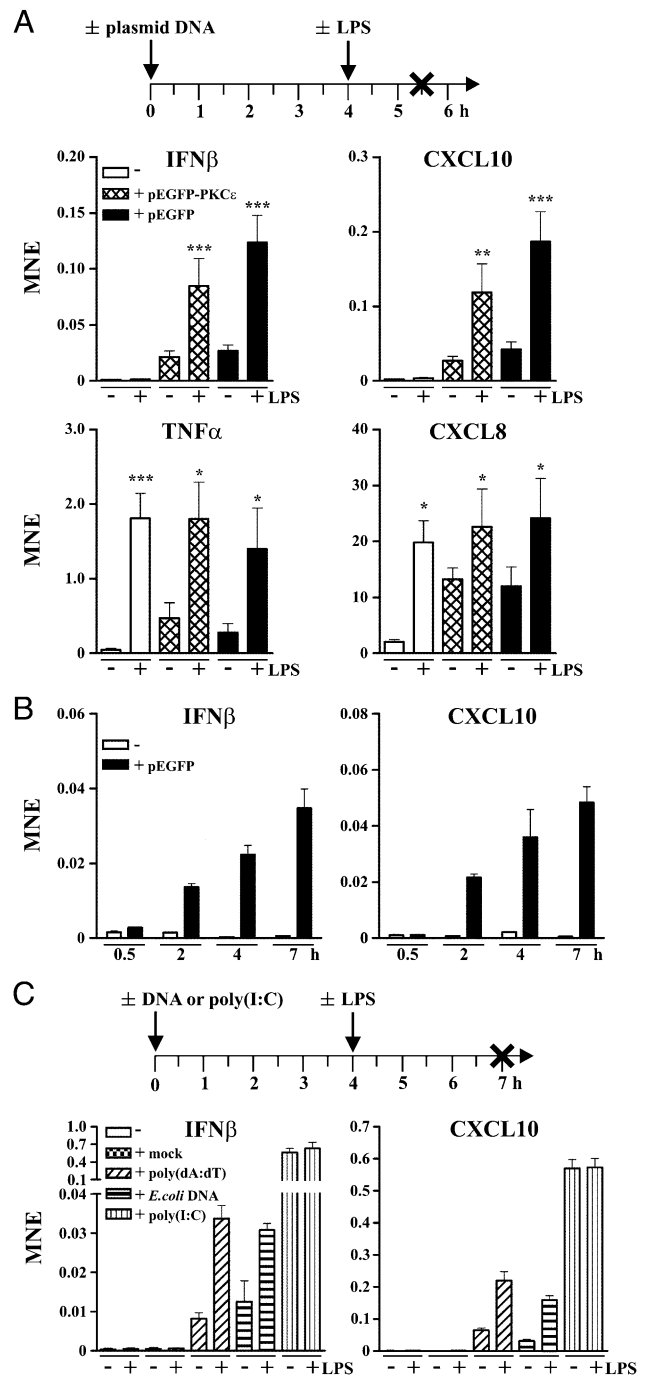 A
± plasmid DNA ± LPS
0 1 2 3 4 5 6 h
IFNβ CXCL10
0.20 0.3
-
+ pEGFP-PKCε
+ pEGFP
0.15 0.2
0.10
0.05 0.1
0 0
MNE
*** *** ** ***
- + - + - + LPS - + - + - + LPS
TNFα CXCL8
3.0 40
2.0 30
1.0 20
0 10
0
MNE
*** * * * * *
- + - + - + LPS - + - + - + LPS
B
IFNβ CXCL10
0.06 0.08
-
+ pEGFP
0.04 0.06
0.02 0.04
0 0.02
0
MNE
0.5 2 4 7 h 0.5 2 4 7 h
C
± DNA or poly(I:C) ± LPS
0 1 2 3 4 5 6 7 h
IFNβ CXCL10
1.0 0.7
0.7 0.6
0.4 0.5
0.1 0.4
0.04 0.3
0.03 0.2
0.02 0.1
0.01 0
0
-
+ mock
+ poly(dA:dT)
+ E.coli DNA
+ poly(I:C)
MNE
- + - + - + - + - + LPS - + - + - + - + - + LPS